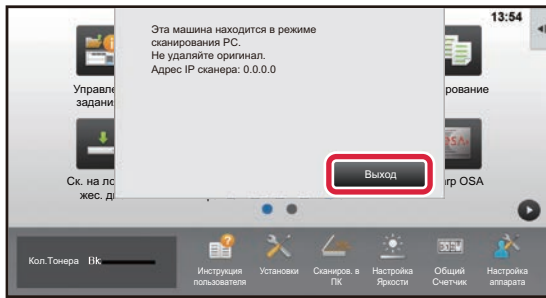 13:54
Эта машина находится в режиме
сканирования PC.
Не удаляйте оригинал.
Адрес IP сканера: 0.0.0.0
Выход
Управле
задани
рование
Ск. на ло
жес. д
arp OSA
Кол.Тонера Bk
Инструкция
пользователя
Установки
Сканиров. в
ПК
Настройка
Яркости
Общий
Счетчик
Настройка
аппарата